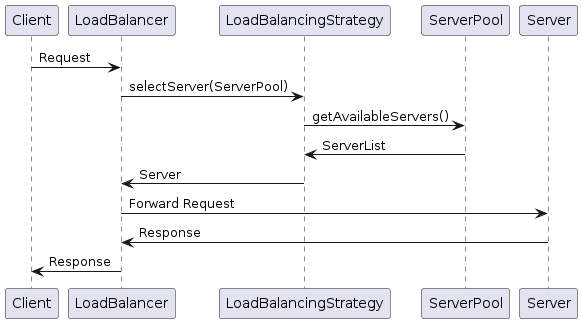 Client
LoadBalancer
LoadBalancingStrategy
ServerPool
Server
Request
selectServer(ServerPool)
getAvailableServers()
ServerList
Server
Forward Request
Response
Response
Client
LoadBalancer
LoadBalancingStrategy
ServerPool
Server